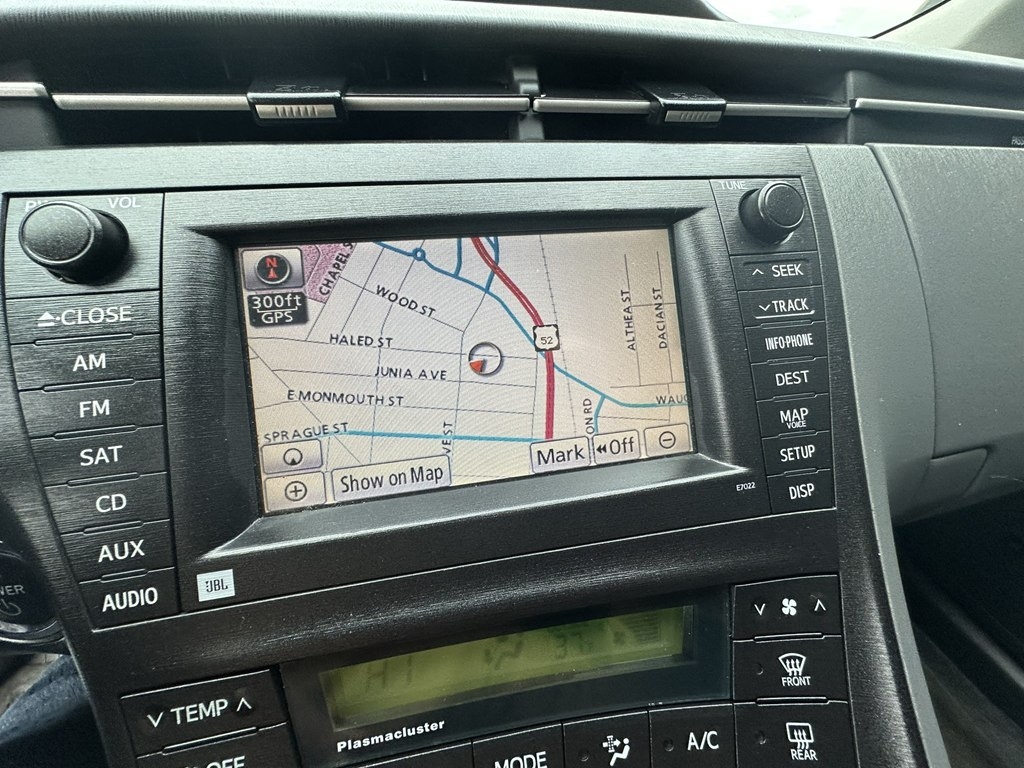 VOL
TUNE
CLOSE
AM
FM
SAT
CD
AUX
AUDIO
SEEK
TRACK
INFO·PHONE
DEST
MAP
VOICE
SETUP
DISP
N
300ft
GPS
WOOD ST
HALED ST
JUNIA AVE
E MONMOUTH ST
SPRAGUE ST
52
ALTHEA ST
DACIAN ST
Show on Map
Mark
Off
E7022
JBL
TEMP
OFF
Plasmacluster
MODE
A/C
FRONT
REAR